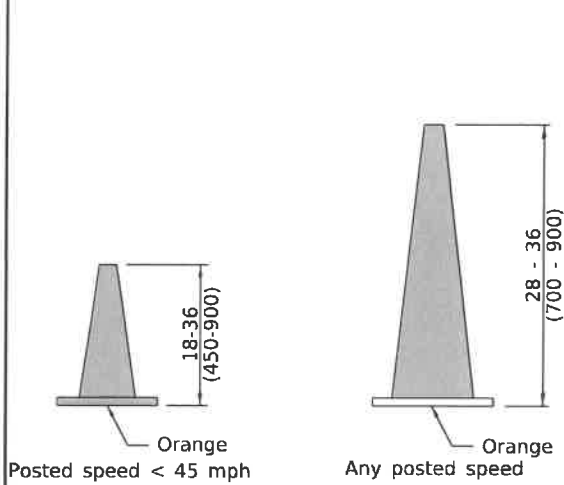 18-36
(450-900)
Orange
Posted speed < 45 mph
28 - 36
(700 - 900)
Orange
Any posted speed